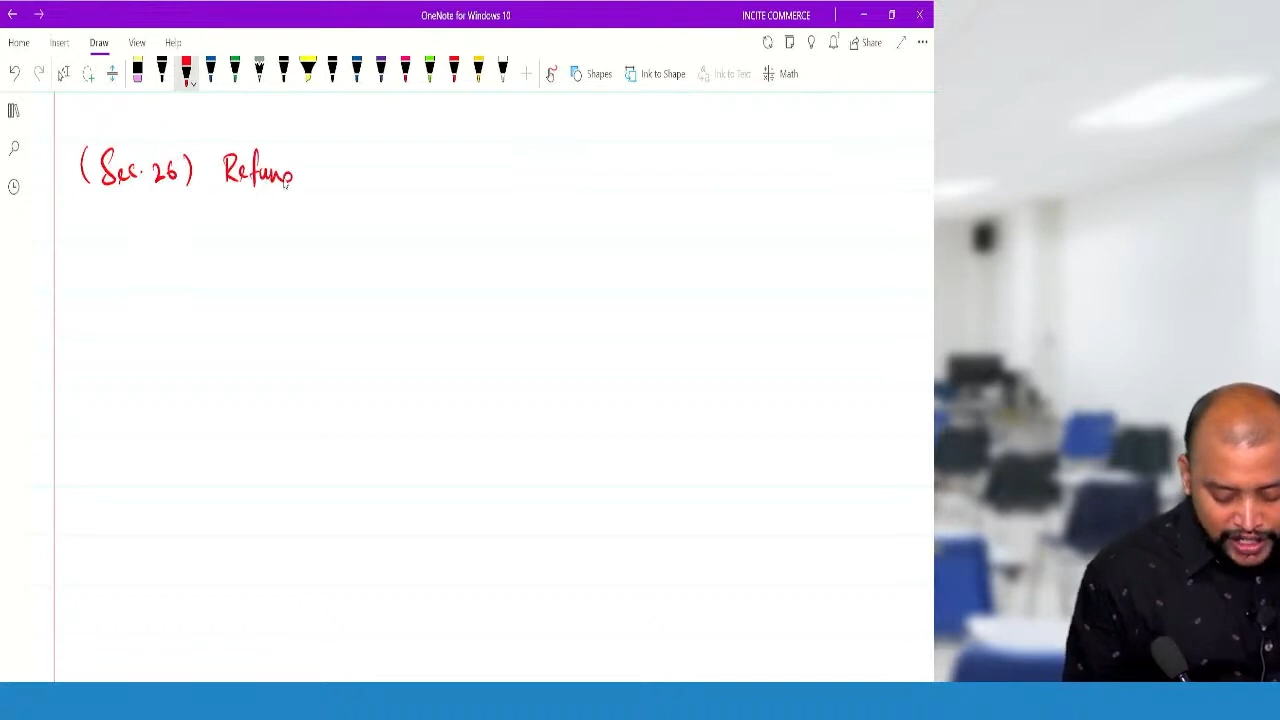 OneNote for Windows 10
INCITE COMMERCE
Home Insert Draw View Help
Share
Shapes Ink to Shape Ink to Text Math
(Sec. 26) Refun